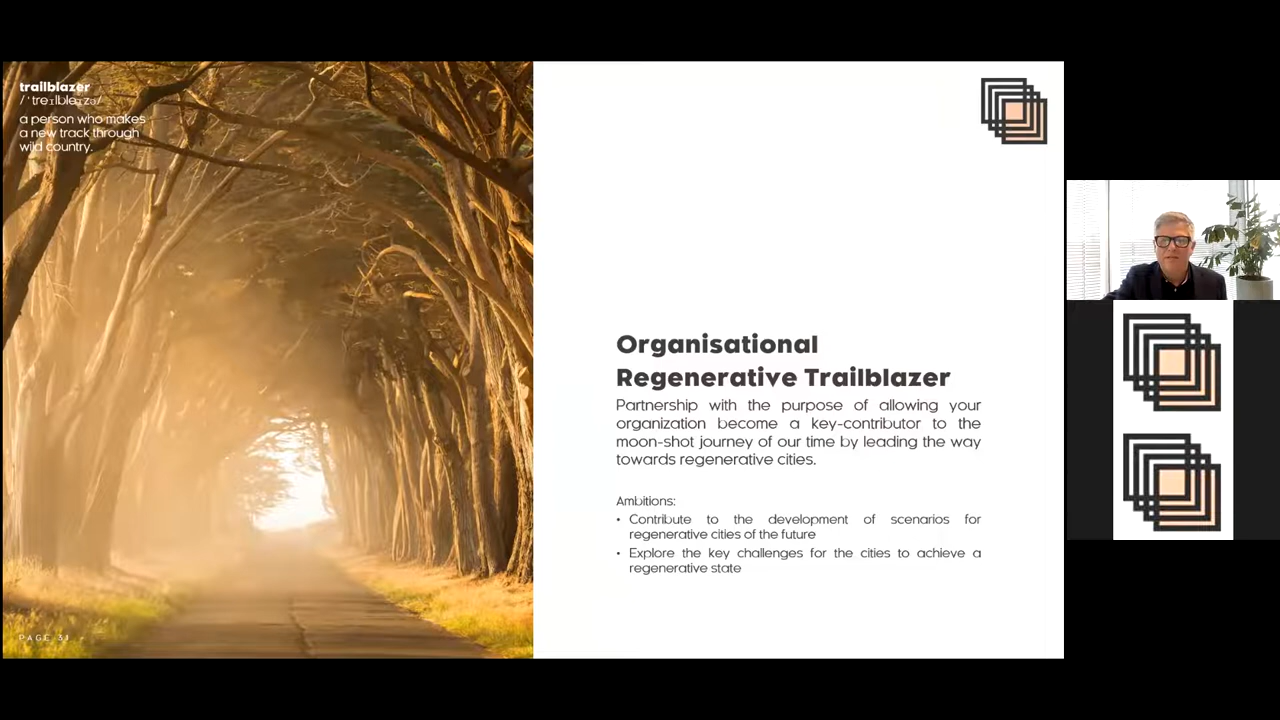 trailblazer
/ ˈtreɪlbleɪzə/
a person who makes
a new track through
wild country.
PAGE 31
Organisational
Regenerative Trailblazer
Partnership with the purpose of allowing your
organization become a key-contributor to the
moon-shot journey of our time by leading the way
towards regenerative cities.
Ambitions:
• Contribute to the development of scenarios for
regenerative cities of the future
• Explore the key challenges for the cities to achieve a
regenerative state